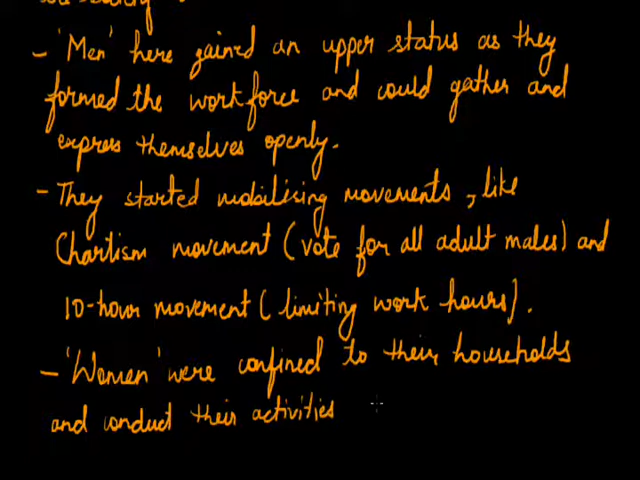 - 'Men' here gained an upper status as they
formed the workforce and could gather and
express themselves openly.
- They started mobilising movements, like
Chartism movement (vote for all adult males) and
10-hour movement (limiting work hours).
- 'Women' were confined to their households
and conduct their activities